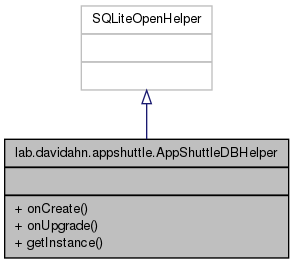 SQLiteOpenHelper
lab.davidahn.appshuttle.AppShuttleDBHelper
+ onCreate()
+ onUpgrade()
+ getInstance()